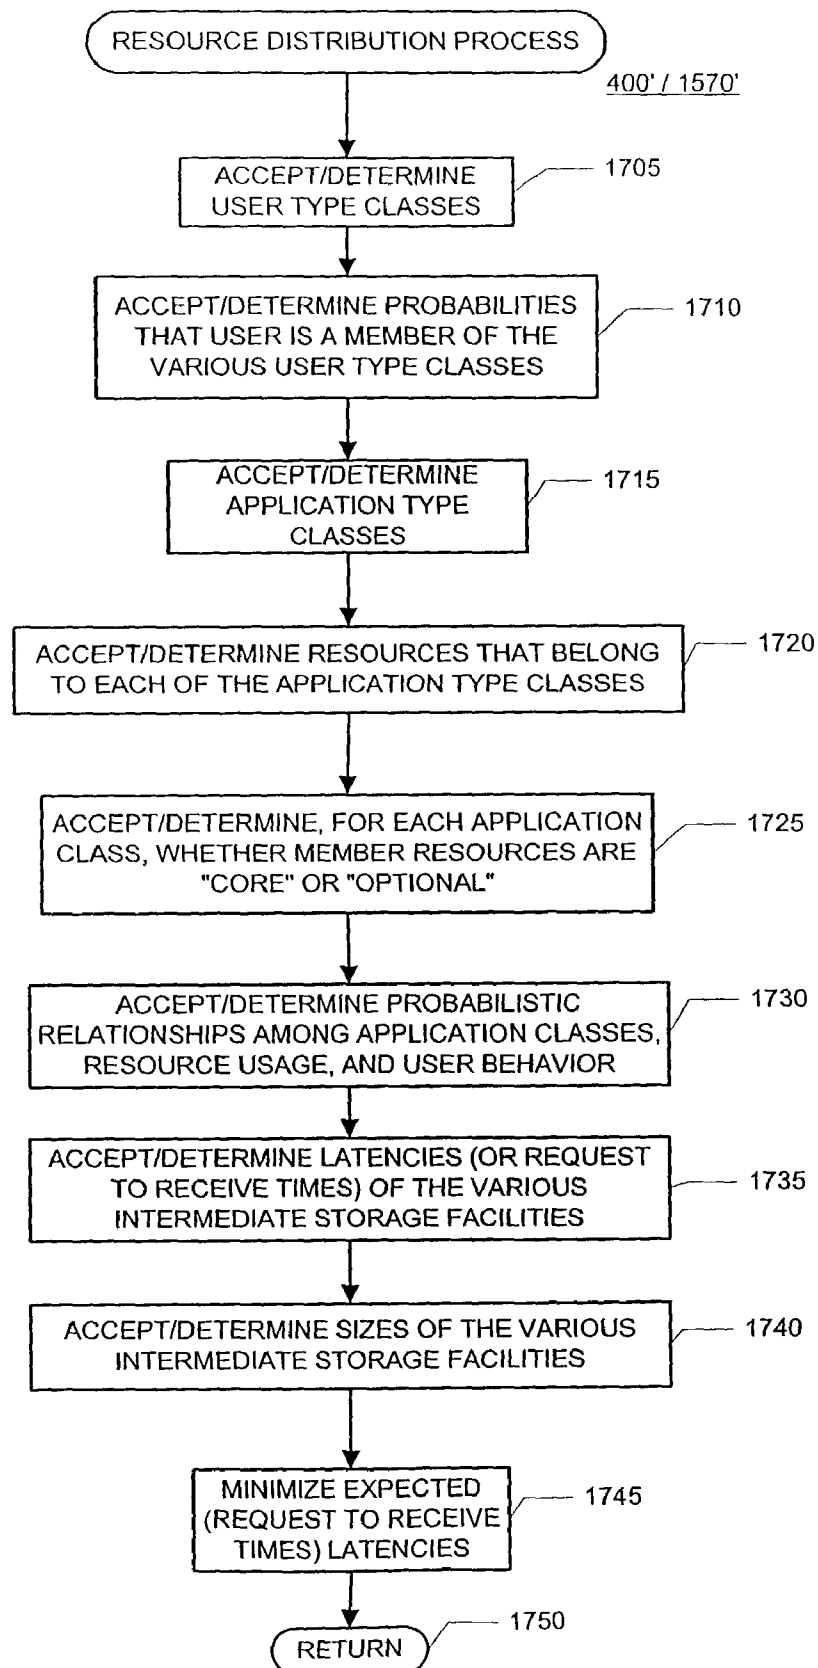 RESOURCE DISTRIBUTION PROCESS
400' / 1570'
ACCEPT/DETERMINE
USER TYPE CLASSES
1705
ACCEPT/DETERMINE PROBABILITIES
THAT USER IS A MEMBER OF THE
VARIOUS USER TYPE CLASSES
1710
ACCEPT/DETERMINE
APPLICATION TYPE
CLASSES
1715
ACCEPT/DETERMINE RESOURCES THAT BELONG
TO EACH OF THE APPLICATION TYPE CLASSES
1720
ACCEPT/DETERMINE, FOR EACH APPLICATION
CLASS, WHETHER MEMBER RESOURCES ARE
"CORE" OR "OPTIONAL"
1725
ACCEPT/DETERMINE PROBABILISTIC
RELATIONSHIPS AMONG APPLICATION CLASSES,
RESOURCE USAGE, AND USER BEHAVIOR
1730
ACCEPT/DETERMINE LATENCIES (OR REQUEST
TO RECEIVE TIMES) OF THE VARIOUS
INTERMEDIATE STORAGE FACILITIES
1735
ACCEPT/DETERMINE SIZES OF THE VARIOUS
INTERMEDIATE STORAGE FACILITIES
1740
MINIMIZE EXPECTED
(REQUEST TO RECEIVE
TIMES) LATENCIES
1745
RETURN
1750